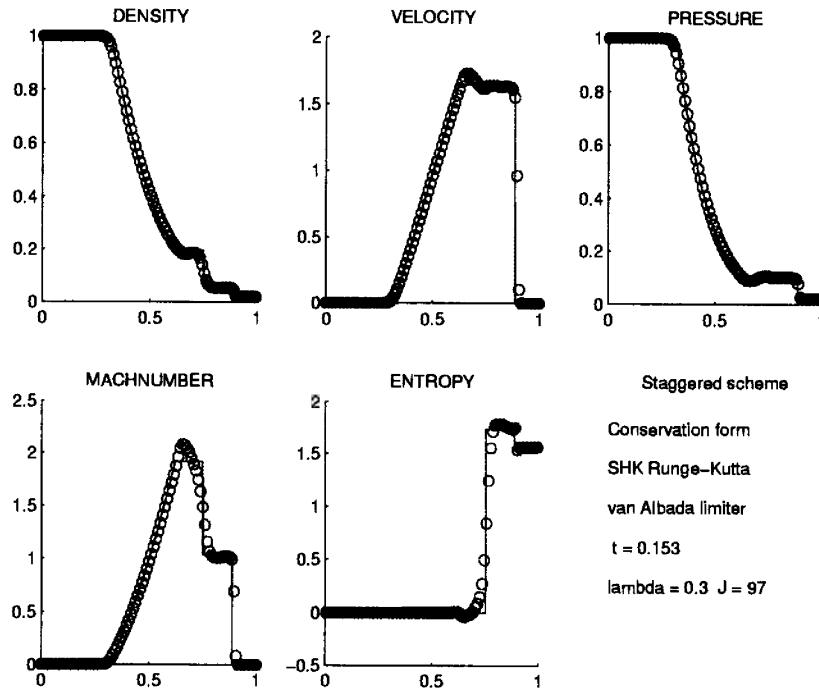 DENSITY
1
0.8
0.6
0.4
0.2
0
0 0.5 1
VELOCITY
2
1.5
1
0.5
0
0 0.5 1
PRESSURE
1
0.8
0.6
0.4
0.2
0
0 0.5 1
MACHNUMBER
2.5
2
1.5
1
0.5
0
0 0.5 1
ENTROPY
2
1.5
1
0.5
0
−0.5
0 0.5 1
Staggered scheme
Conservation form
SHK Runge−Kutta
van Albada limiter
t = 0.153
lambda = 0.3 J = 97